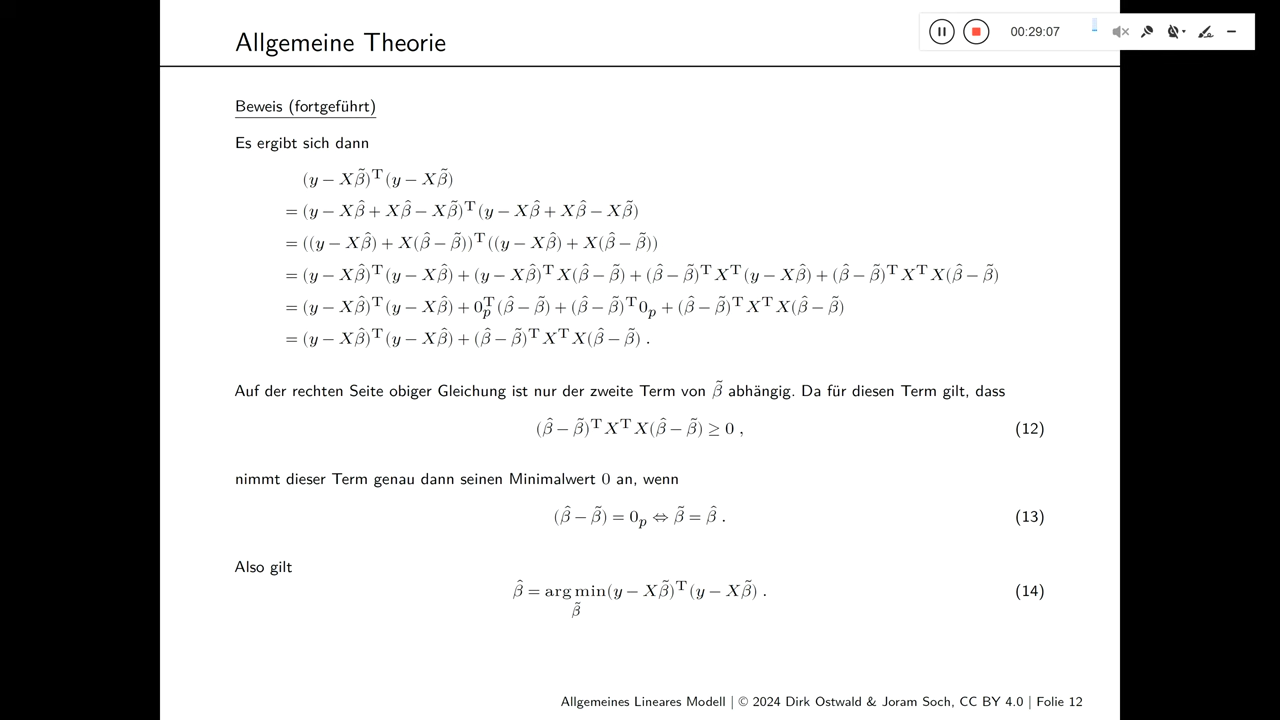 Allgemeine Theorie
00:29:07
Beweis (fortgeführt)
Es ergibt sich dann
(y − Xβ̃)ᵀ(y − Xβ̃)
= (y − Xβ̂ + Xβ̂ − Xβ̃)ᵀ(y − Xβ̂ + Xβ̂ − Xβ̃)
= ((y − Xβ̂) + X(β̂ − β̃))ᵀ((y − Xβ̂) + X(β̂ − β̃))
= (y − Xβ̂)ᵀ(y − Xβ̂) + (y − Xβ̂)ᵀX(β̂ − β̃) + (β̂ − β̃)ᵀXᵀ(y − Xβ̂) + (β̂ − β̃)ᵀXᵀX(β̂ − β̃)
= (y − Xβ̂)ᵀ(y − Xβ̂) + 0ₚᵀ(β̂ − β̃) + (β̂ − β̃)ᵀ0ₚ + (β̂ − β̃)ᵀXᵀX(β̂ − β̃)
= (y − Xβ̂)ᵀ(y − Xβ̂) + (β̂ − β̃)ᵀXᵀX(β̂ − β̃) .
Auf der rechten Seite obiger Gleichung ist nur der zweite Term von β̃ abhängig. Da für diesen Term gilt, dass
(β̂ − β̃)ᵀXᵀX(β̂ − β̃) ≥ 0 , (12)
nimmt dieser Term genau dann seinen Minimalwert 0 an, wenn
(β̂ − β̃) = 0ₚ ⇔ β̃ = β̂ . (13)
Also gilt
β̂ = arg min(y − Xβ̃)ᵀ(y − Xβ̃) . (14)
β̃
Allgemeines Lineares Modell | © 2024 Dirk Ostwald & Joram Soch, CC BY 4.0 | Folie 12